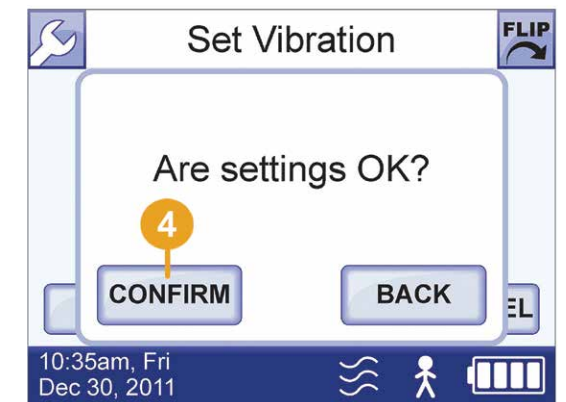 Set Vibration
FLIP
Are settings OK?
4
CONFIRM
BACK
EL
10:35am, Fri
Dec 30, 2011